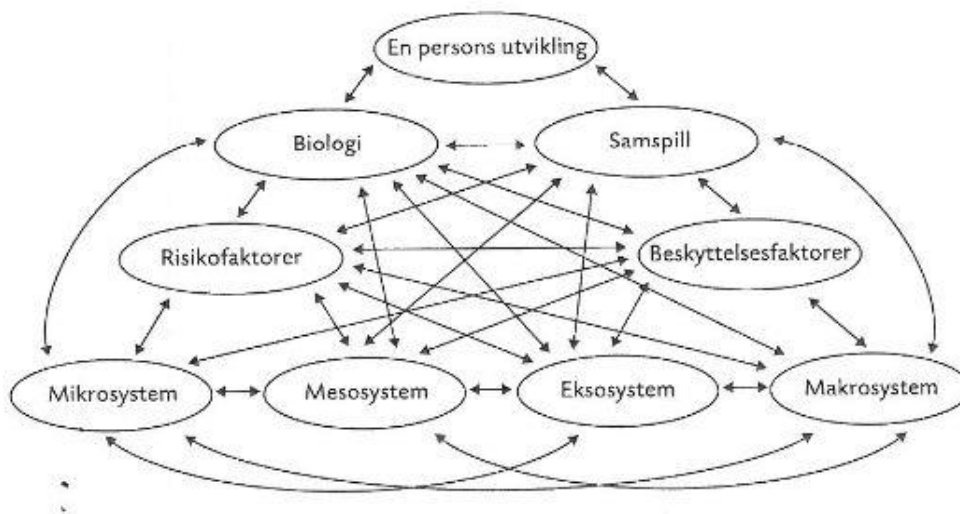 En persons utvikling
Biologi
Samspill
Risikofaktorer
Beskyttelsesfaktorer
Mikrosystem
Mesosystem
Eksosystem
Makrosystem